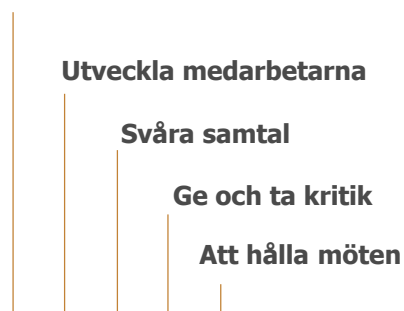 Utveckla medarbetarna
Svåra samtal
Ge och ta kritik
Att hålla möten